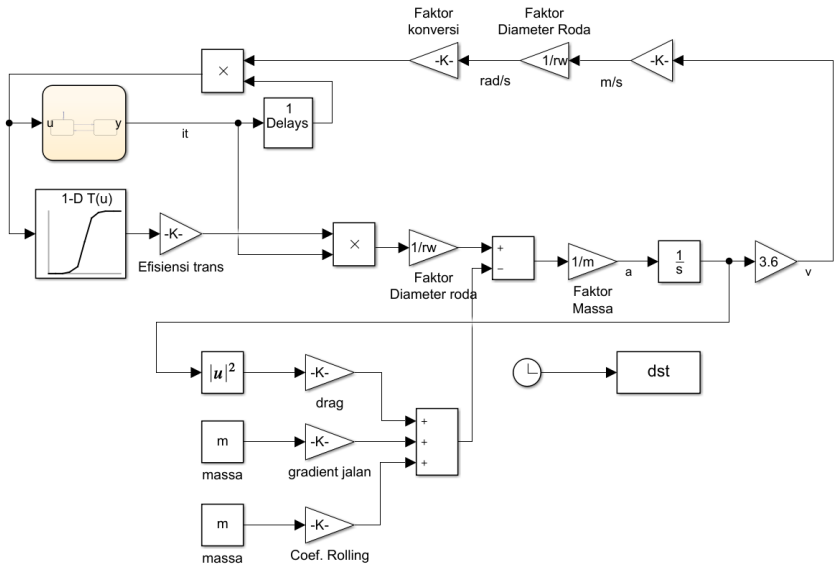 Faktor
konversi
Faktor
Diameter Roda
×
-K-
1/rw
-K-
rad/s
m/s
u
y
it
1
Delays
1-D T(u)
-K-
Efisiensi trans
×
1/rw
Faktor
Diameter roda
+
−
1/m
Faktor
Massa
a
1
s
3.6
v
|u|²
-K-
drag
dst
m
massa
-K-
gradient jalan
+
+
+
m
massa
-K-
Coef. Rolling